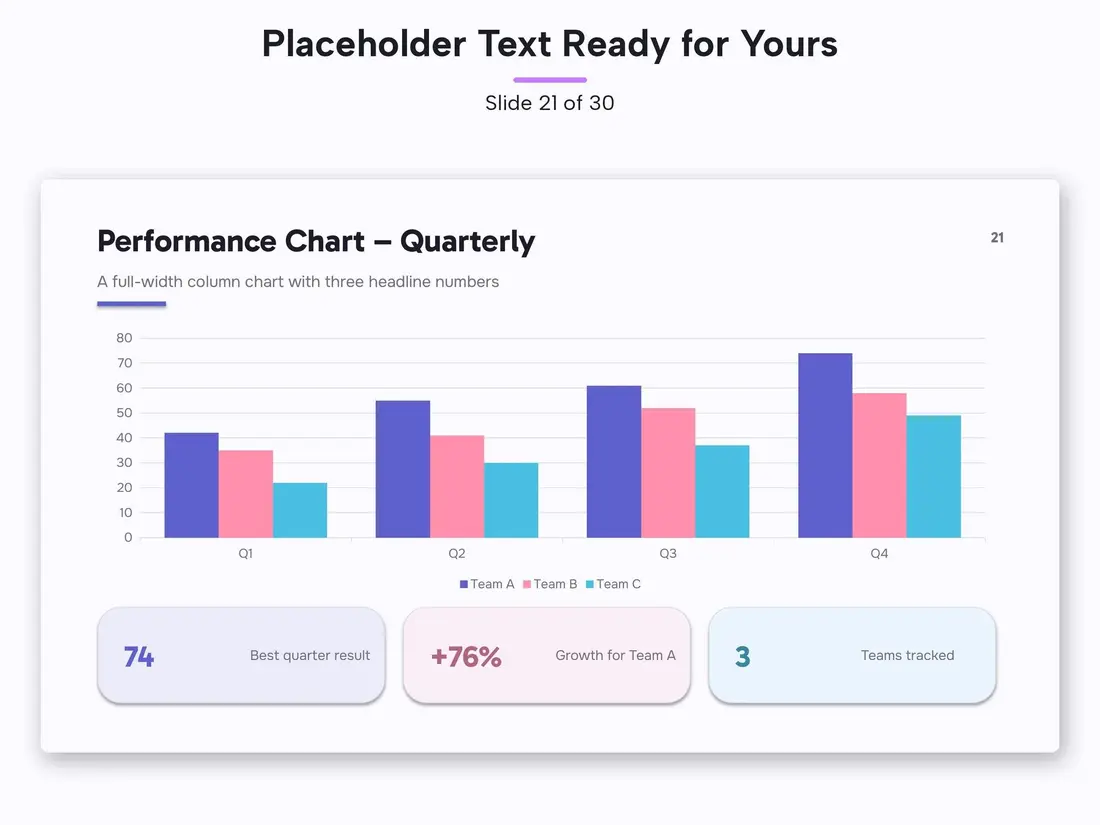 Placeholder Text Ready for Yours
Slide 21 of 30
Performance Chart – Quarterly
21
A full-width column chart with three headline numbers
80
70
60
50
40
30
20
10
0
Q1 Q2 Q3 Q4
Team A Team B Team C
74 Best quarter result
+76% Growth for Team A
3 Teams tracked